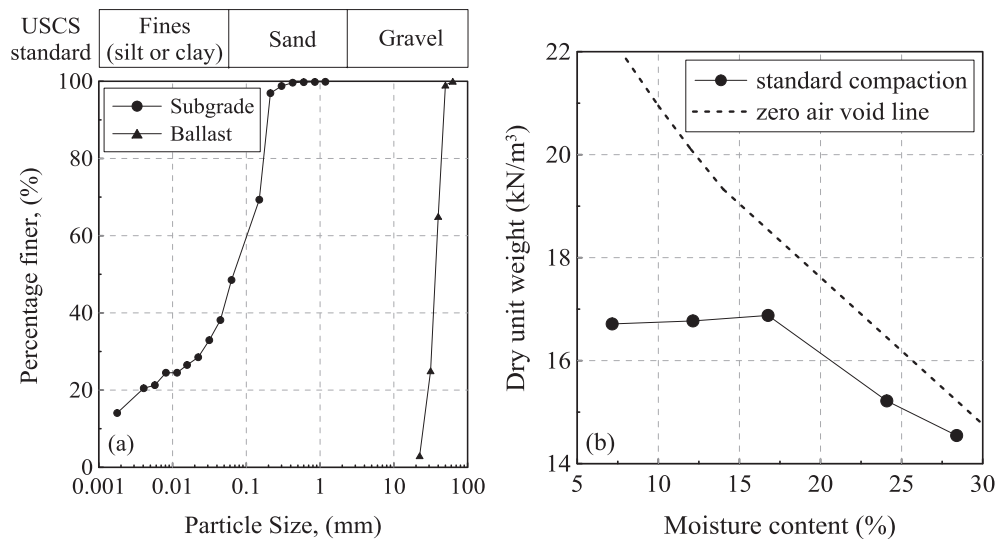 USCS
standard
Fines
(silt or clay)
Sand
Gravel
Percentage finer, (%)
100
80
60
40
20
0
Subgrade
Ballast
(a)
0.001
0.01
0.1
1
10
100
Particle Size, (mm)
Dry unit weight (kN/m³)
22
20
18
16
14
standard compaction
zero air void line
(b)
5
10
15
20
25
30
Moisture content (%)